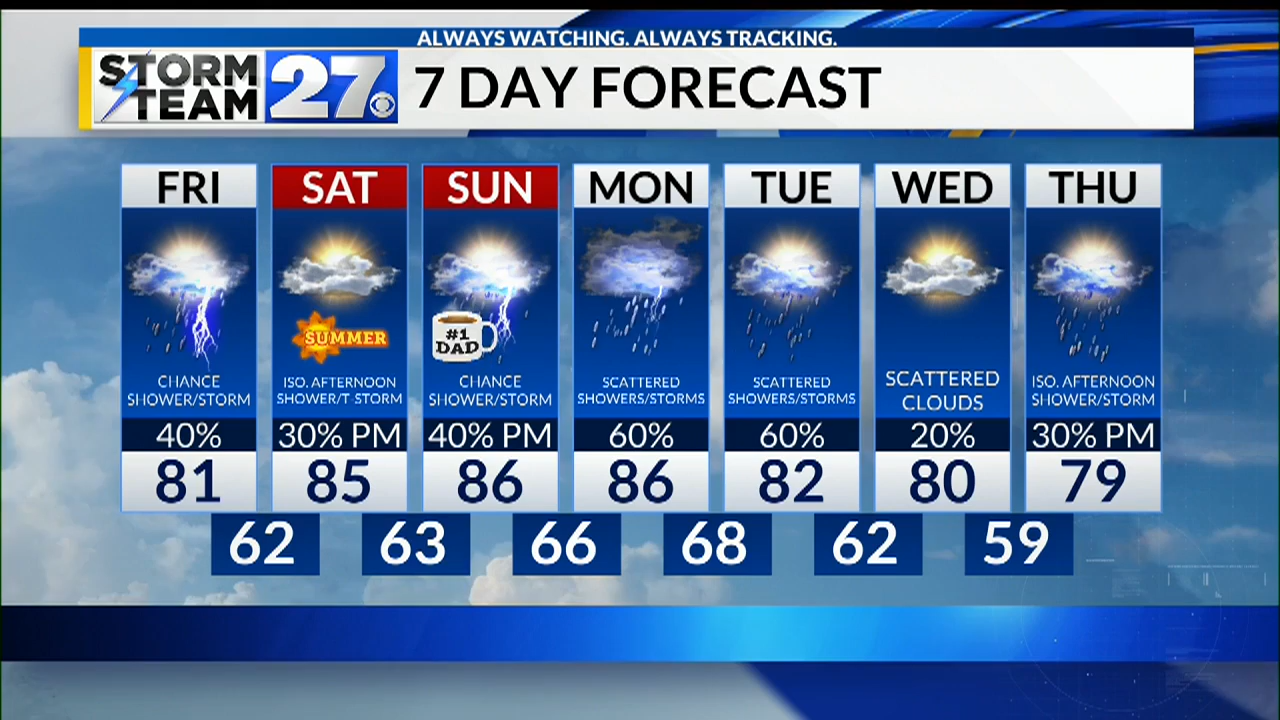 ALWAYS WATCHING. ALWAYS TRACKING.
STORM
TEAM
27
7 DAY FORECAST
FRI
SAT
SUN
MON
TUE
WED
THU
SUMMER
#1
DAD
CHANCE
SHOWER/STORM
ISO. AFTERNOON
SHOWER/T-STORM
CHANCE
SHOWER/STORM
SCATTERED
SHOWERS/STORMS
SCATTERED
SHOWERS/STORMS
SCATTERED
CLOUDS
ISO. AFTERNOON
SHOWER/STORM
40%
30% PM
40% PM
60%
60%
20%
30% PM
81
85
86
86
82
80
79
62
63
66
68
62
59